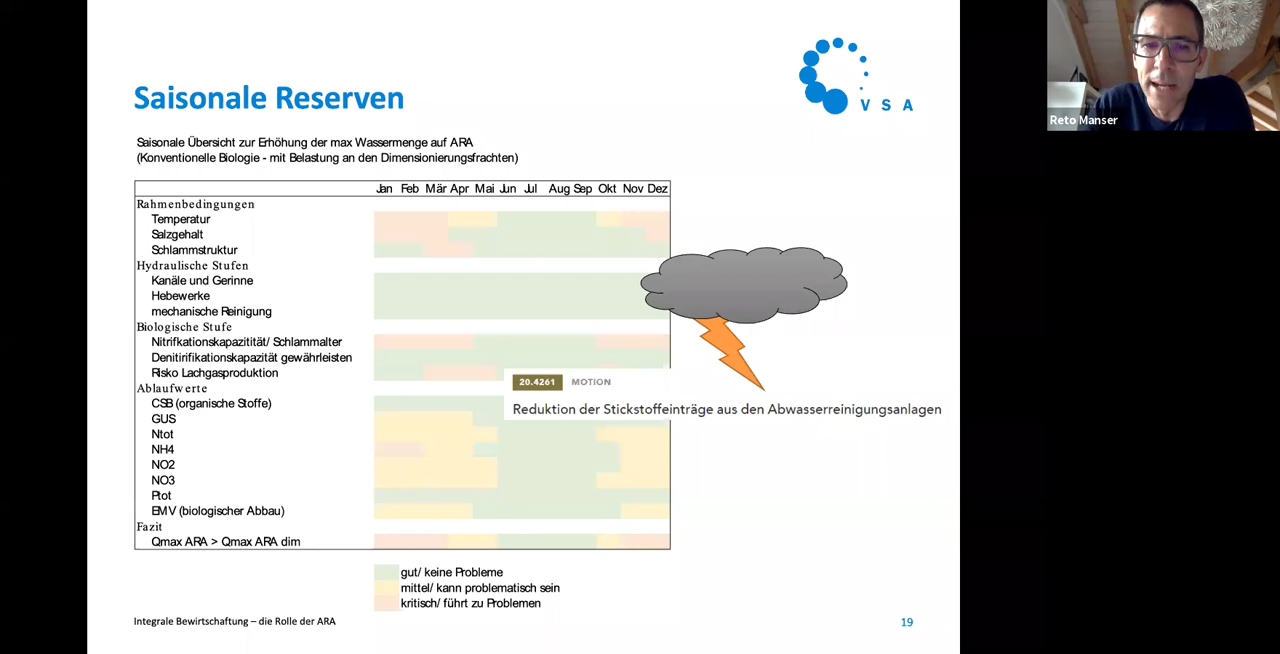 Saisonale Reserven
V S A
Reto Manser
Saisonale Übersicht zur Erhöhung der max Wassermenge auf ARA
(Konventionelle Biologie - mit Belastung an den Dimensionierungsfrachten)
Jan Feb Mär Apr Mai Jun Jul Aug Sep Okt Nov Dez
Rahmenbedingungen
Temperatur
Salzgehalt
Schlammstruktur
Hydraulische Stufen
Kanäle und Gerinne
Hebewerke
mechanische Reinigung
Biologische Stufe
Nitrifkationskapazitität/ Schlammalter
Denitirifikationskapazität gewährleisten
Risko Lachgasproduktion
20.4261 MOTION
Ablaufwerte
CSB (organische Stoffe)
Reduktion der Stickstoffeinträge aus den Abwasserreinigungsanlagen
GUS
Ntot
NH4
NO2
NO3
Ptot
EMV (biologischer Abbau)
Fazit
Qmax ARA > Qmax ARA dim
gut/ keine Probleme
mittel/ kann problematisch sein
kritisch/ führt zu Problemen
Integrale Bewirtschaftung – die Rolle der ARA
19